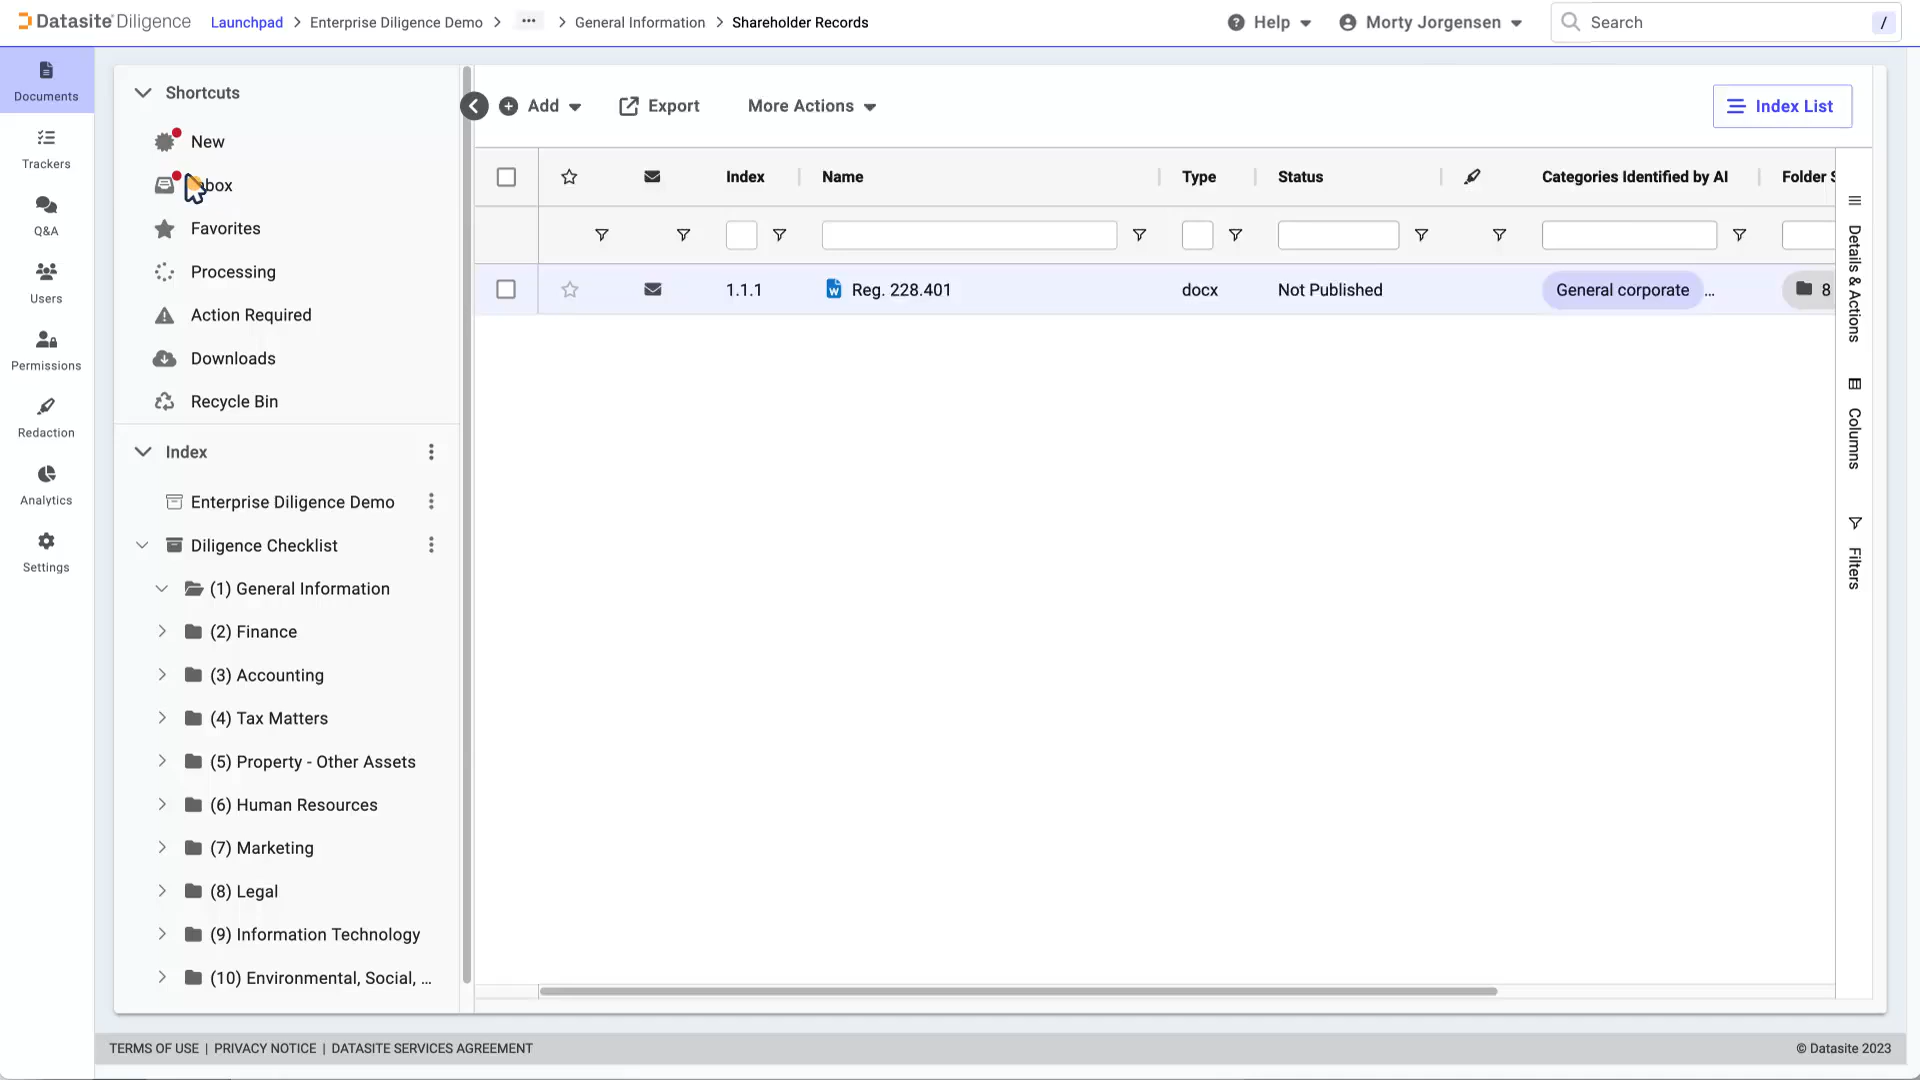 Datasite Diligence Launchpad > Enterprise Diligence Demo > ... > General Information > Shareholder Records Help Morty Jorgensen Search /
Documents
Trackers
Q&A
Users
Permissions
Redaction
Analytics
Settings
Shortcuts
New
Inbox
Favorites
Processing
Action Required
Downloads
Recycle Bin
Index
Enterprise Diligence Demo
Diligence Checklist
(1) General Information
(2) Finance
(3) Accounting
(4) Tax Matters
(5) Property - Other Assets
(6) Human Resources
(7) Marketing
(8) Legal
(9) Information Technology
(10) Environmental, Social, ...
Add Export More Actions Index List
Index Name Type Status Categories Identified by AI Folder S
1.1.1 Reg. 228.401 docx Not Published General corporate ... 8
Details & Actions
Columns
Filters
TERMS OF USE | PRIVACY NOTICE | DATASITE SERVICES AGREEMENT © Datasite 2023